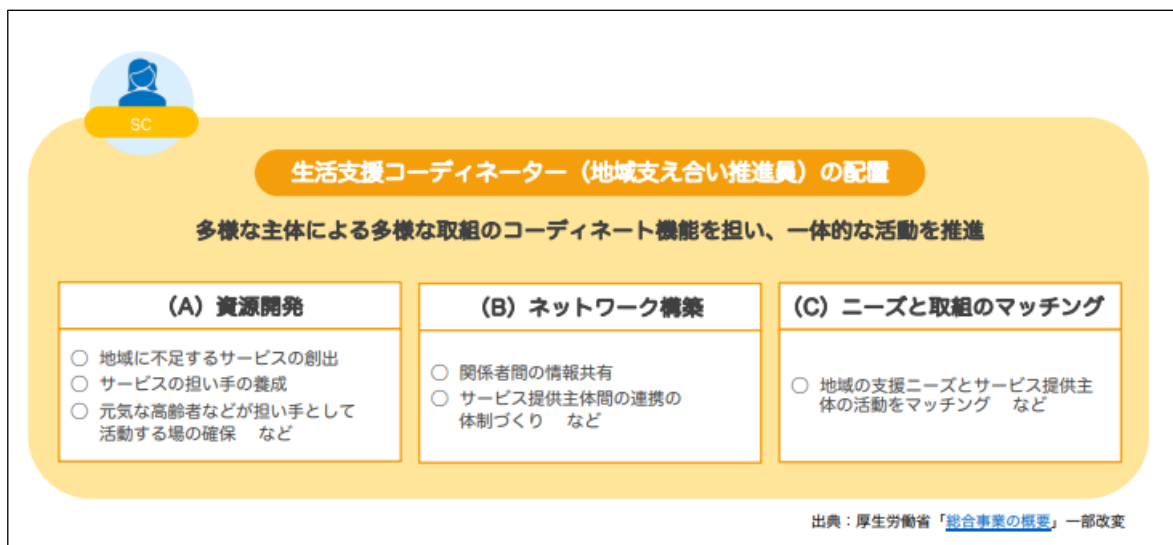 SC
生活支援コーディネーター（地域支え合い推進員）の配置
多様な主体による多様な取組のコーディネート機能を担い、一体的な活動を推進
（A）資源開発
○ 地域に不足するサービスの創出
○ サービスの担い手の養成
○ 元気な高齢者などが担い手として
活動する場の確保　など
（B）ネットワーク構築
○ 関係者間の情報共有
○ サービス提供主体間の連携の
体制づくり　など
（C）ニーズと取組のマッチング
○ 地域の支援ニーズとサービス提供主
体の活動をマッチング　など
出典：厚生労働省「総合事業の概要」一部改変